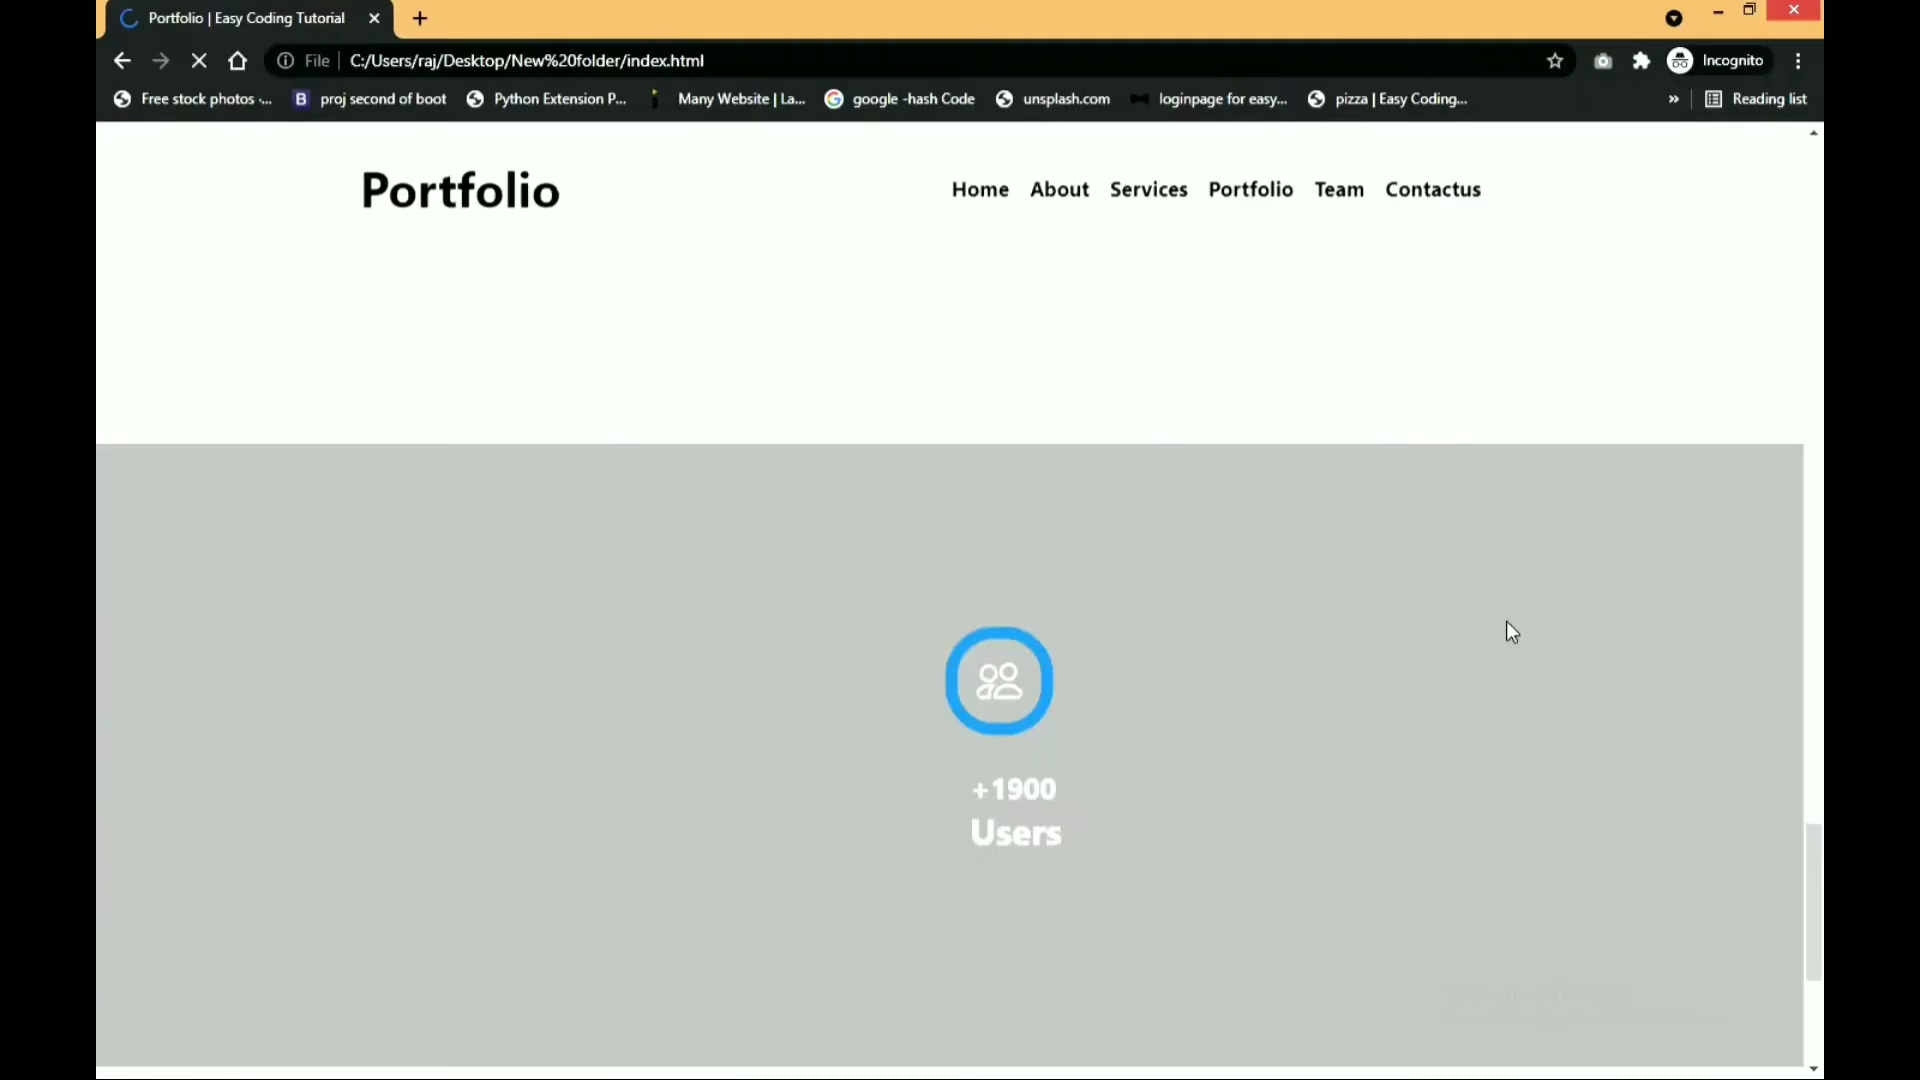 Portfolio | Easy Coding Tutorial
File
C:/Users/raj/Desktop/New%20folder/index.html
Incognito
Free stock photos ·...
B proj second of boot
Python Extension P...
Many Website | La...
google -hash Code
unsplash.com
loginpage for easy...
pizza | Easy Coding...
»
Reading list
Portfolio
Home About Services Portfolio Team Contactus
+1900
Users